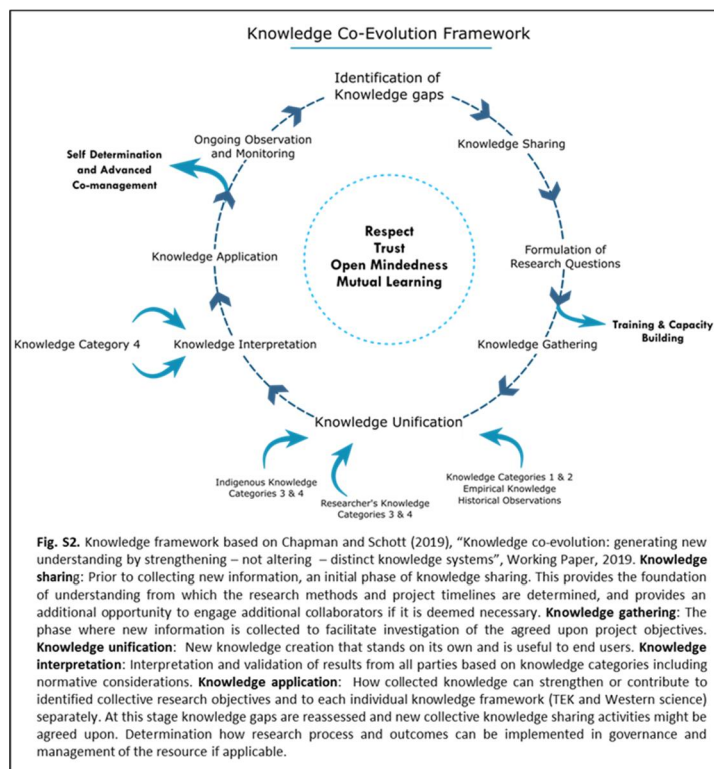 Knowledge Co-Evolution Framework
Identification of
Knowledge gaps
Ongoing Observation
and Monitoring
Knowledge Sharing
Self Determination
and Advanced
Co-management
Respect
Trust
Open Mindedness
Mutual Learning
Knowledge Application
Formulation of
Research Questions
Training & Capacity
Building
Knowledge Category 4
Knowledge Interpretation
Knowledge Gathering
Knowledge Unification
Indigenous Knowledge
Categories 3 & 4
Researcher's Knowledge
Categories 3 & 4
Knowledge Categories 1 & 2
Empirical Knowledge
Historical Observations
Fig. S2. Knowledge framework based on Chapman and Schott (2019), “Knowledge co-evolution: generating new
understanding by strengthening – not altering – distinct knowledge systems”, Working Paper, 2019. Knowledge
sharing: Prior to collecting new information, an initial phase of knowledge sharing. This provides the foundation
of understanding from which the research methods and project timelines are determined, and provides an
additional opportunity to engage additional collaborators if it is deemed necessary. Knowledge gathering: The
phase where new information is collected to facilitate investigation of the agreed upon project objectives.
Knowledge unification: New knowledge creation that stands on its own and is useful to end users. Knowledge
interpretation: Interpretation and validation of results from all parties based on knowledge categories including
normative considerations. Knowledge application: How collected knowledge can strengthen or contribute to
identified collective research objectives and to each individual knowledge framework (TEK and Western science)
separately. At this stage knowledge gaps are reassessed and new collective knowledge sharing activities might be
agreed upon. Determination how research process and outcomes can be implemented in governance and
management of the resource if applicable.